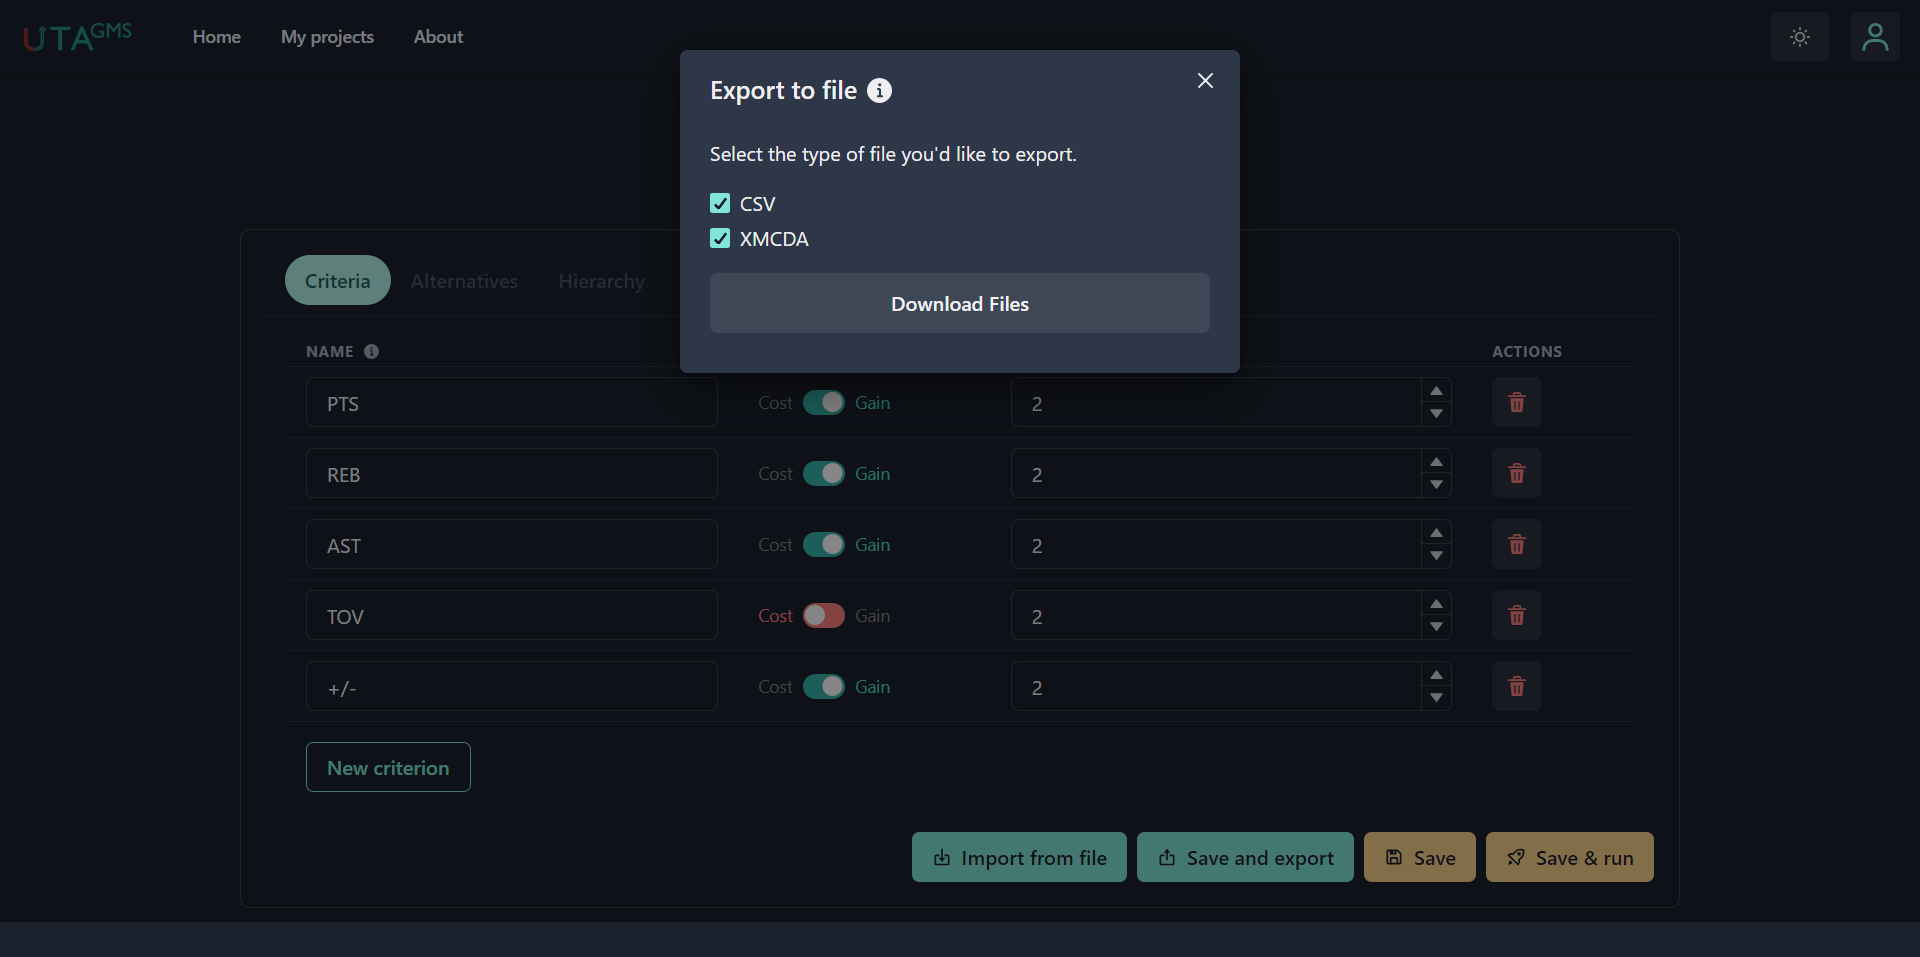 UTAGMS
Home
My projects
About
Export to file
Select the type of file you'd like to export.
CSV
XMCDA
Download Files
Criteria
Alternatives
Hierarchy
NAME
ACTIONS
PTS Cost Gain 2
REB Cost Gain 2
AST Cost Gain 2
TOV Cost Gain 2
+/- Cost Gain 2
New criterion
Import from file
Save and export
Save
Save & run